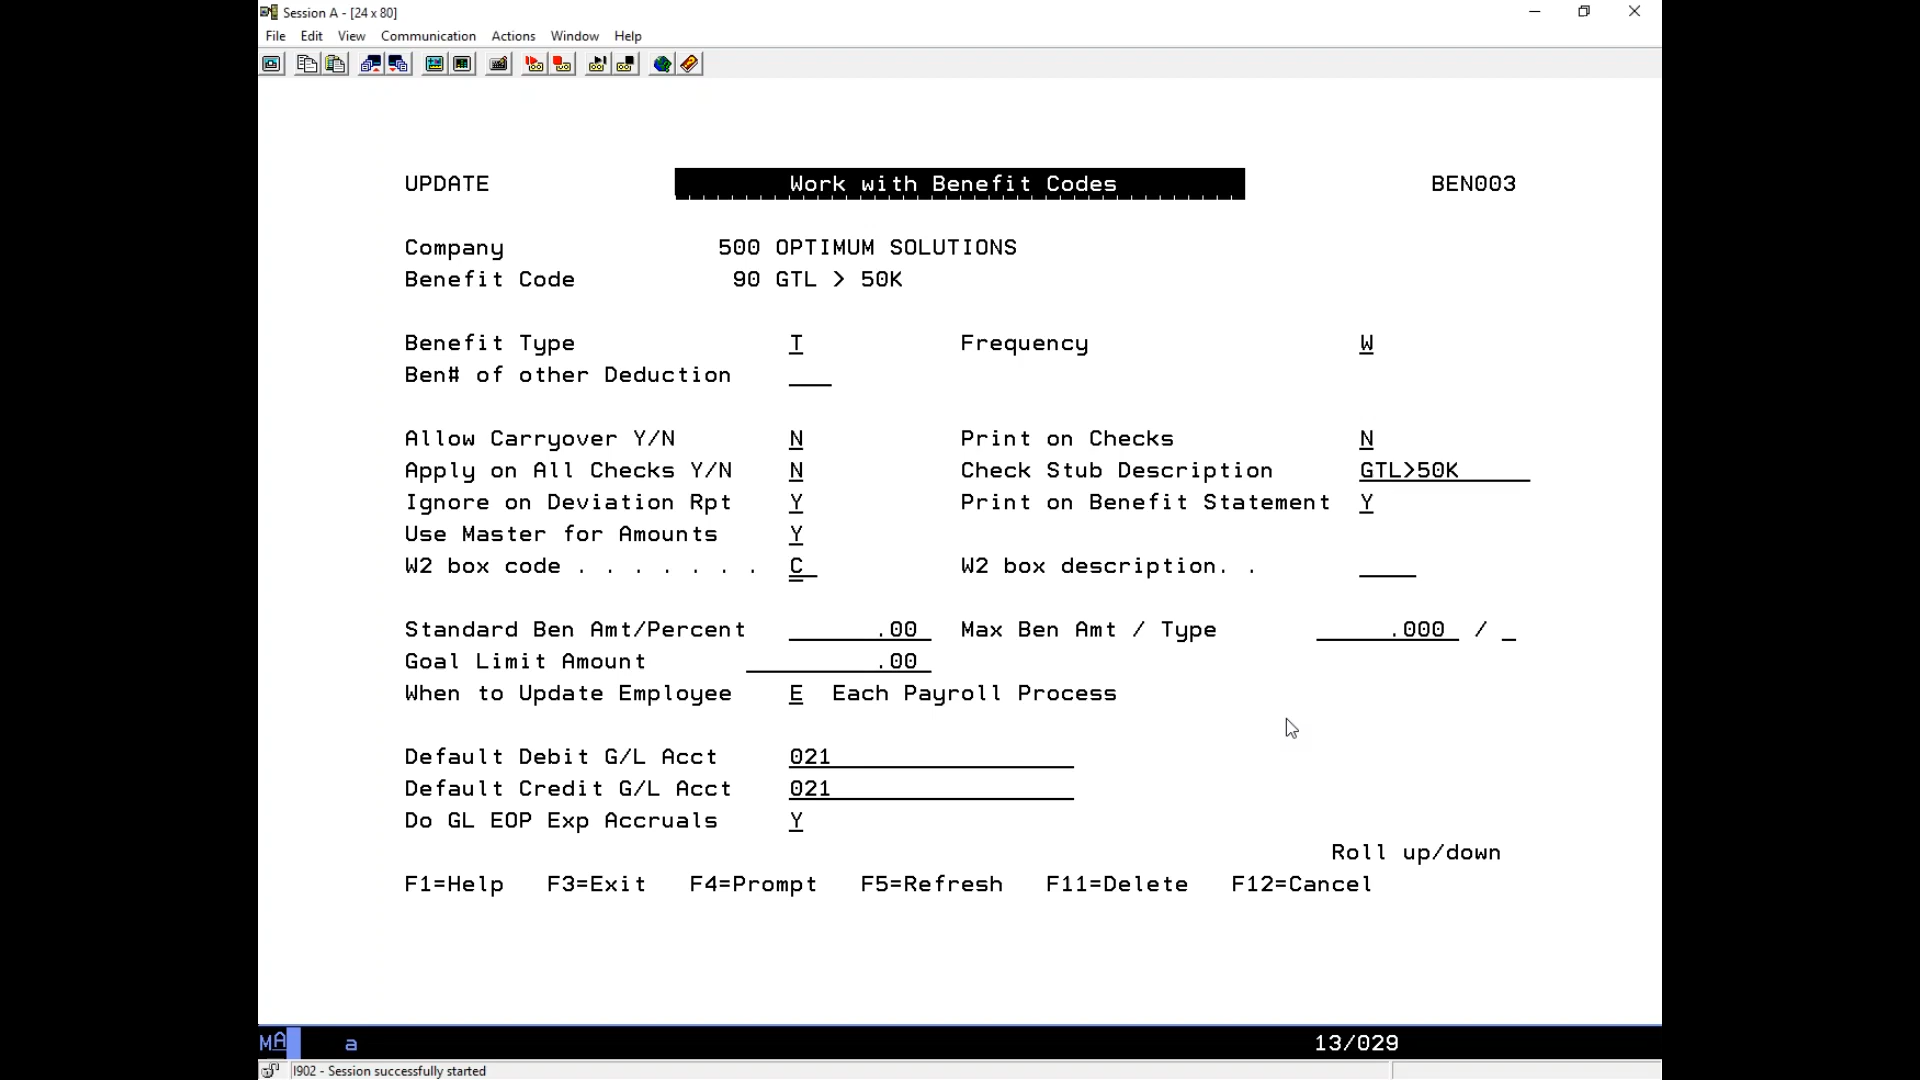 Session A - [24 x 80]
File Edit View Communication Actions Window Help
UPDATE Work with Benefit Codes BEN003
Company 500 OPTIMUM SOLUTIONS
Benefit Code 90 GTL > 50K
Benefit Type T Frequency W
Ben# of other Deduction
Allow Carryover Y/N N Print on Checks N
Apply on All Checks Y/N N Check Stub Description GTL>50K
Ignore on Deviation Rpt Y Print on Benefit Statement Y
Use Master for Amounts Y
W2 box code . . . . . . . C W2 box description. .
Standard Ben Amt/Percent .00 Max Ben Amt / Type .000 /
Goal Limit Amount .00
When to Update Employee E Each Payroll Process
Default Debit G/L Acct 021
Default Credit G/L Acct 021
Do GL EOP Exp Accruals Y
Roll up/down
F1=Help F3=Exit F4=Prompt F5=Refresh F11=Delete F12=Cancel
MA a 13/029
I902 - Session successfully started